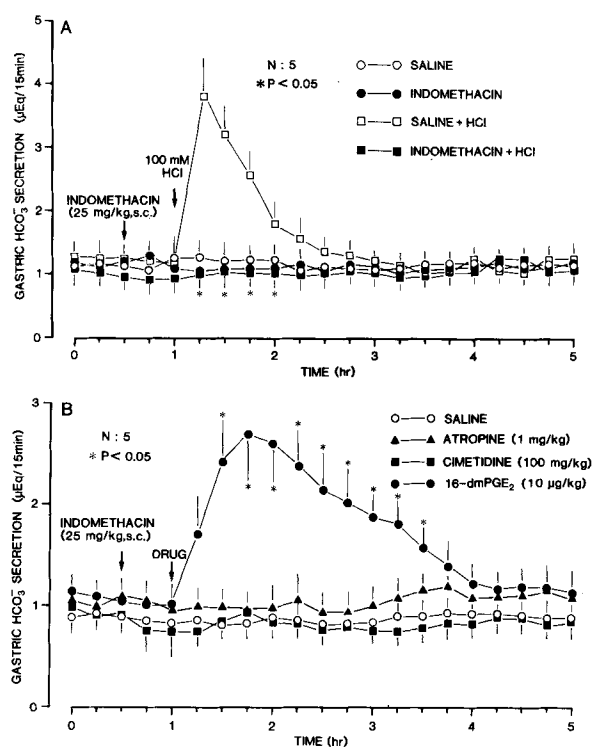 A
GASTRIC HCO₃⁻ SECRETION (µEq/15min)
5
4
3
2
1
0
N : 5
* P < 0.05
SALINE
INDOMETHACIN
SALINE + HCl
INDOMETHACIN + HCl
100 mM
HCl
INDOMETHACIN
(25 mg/kg,s.c.)
* * * *
0 1 2 3 4 5
TIME (hr)
B
GASTRIC HCO₃⁻ SECRETION (µEq/15min)
3
2
1
0
N : 5
* P < 0.05
SALINE
ATROPINE (1 mg/kg)
CIMETIDINE (100 mg/kg)
16-dmPGE₂ (10 µg/kg)
INDOMETHACIN
(25 mg/kg,s.c.)
DRUG
* * * * * * * * *
0 1 2 3 4 5
TIME (hr)